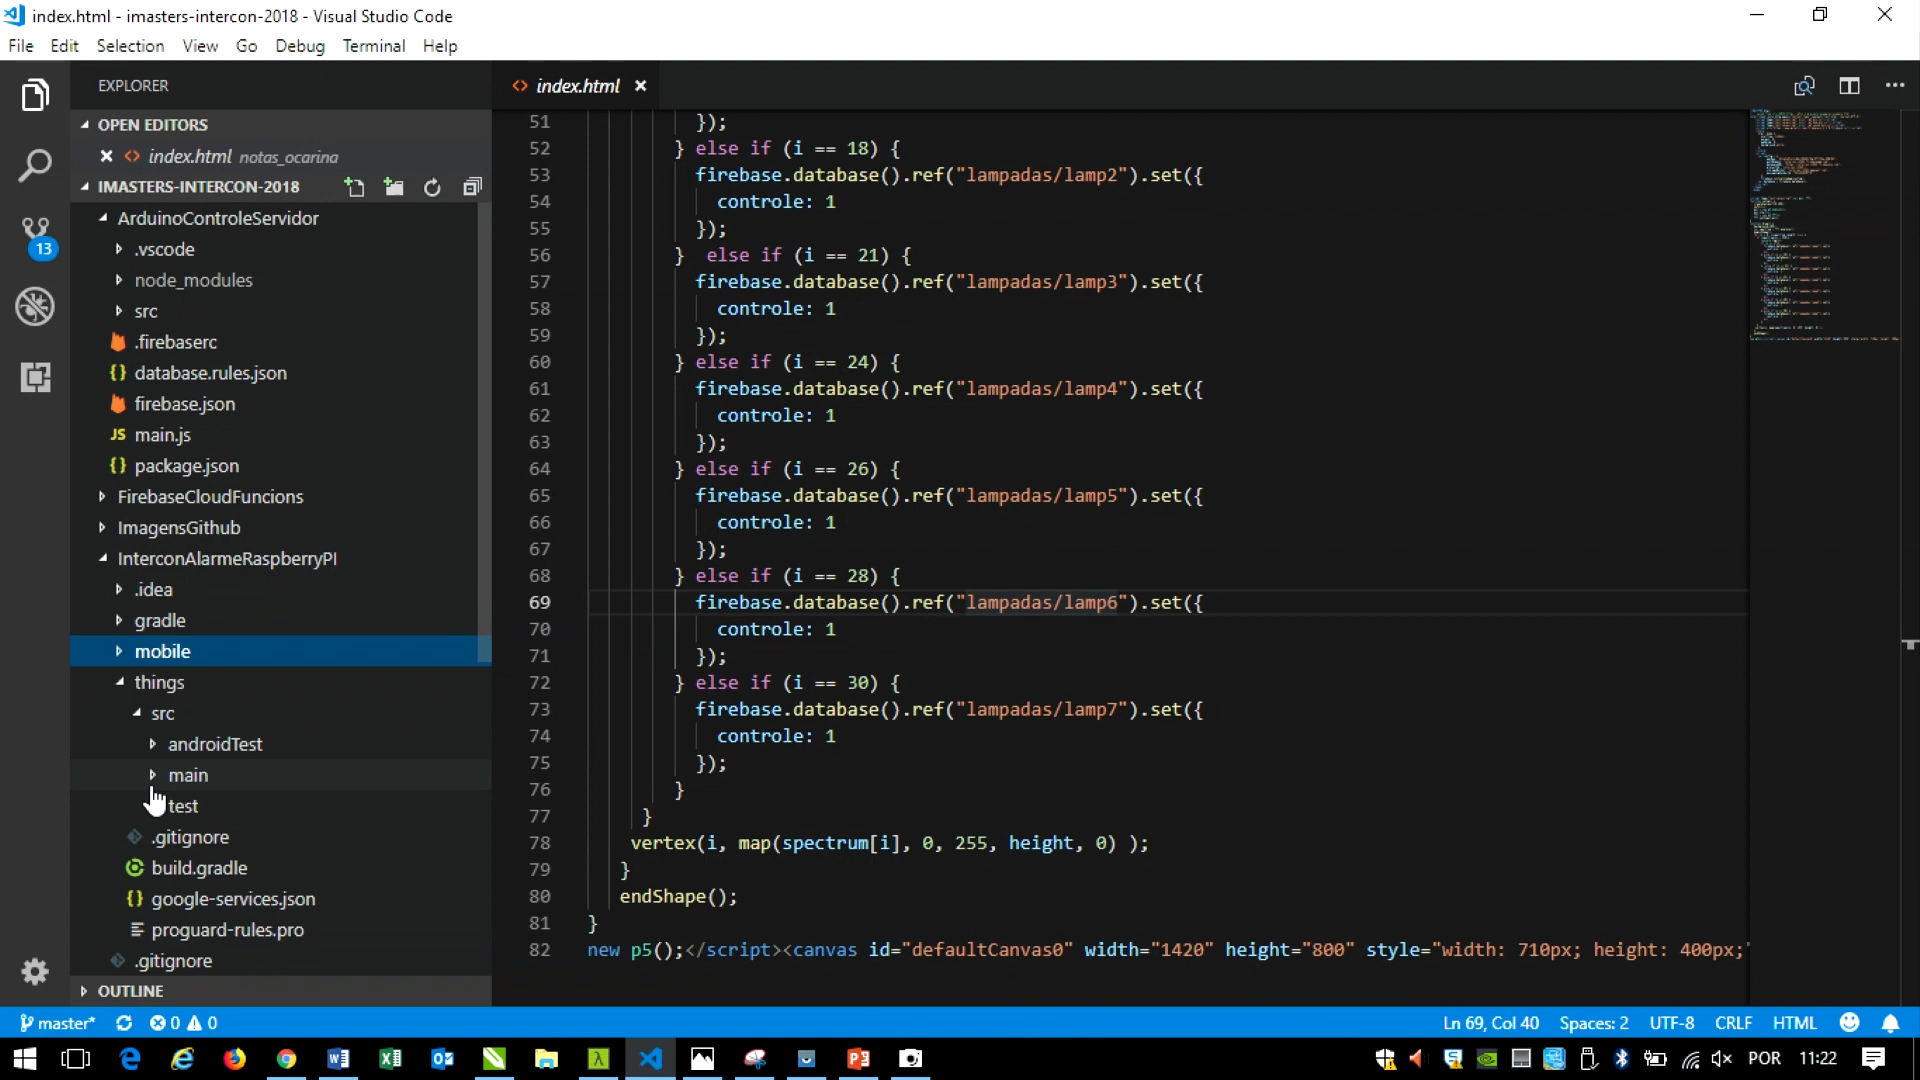 index.html - imasters-intercon-2018 - Visual Studio Code
File Edit Selection View Go Debug Terminal Help
EXPLORER
index.html
OPEN EDITORS
index.html notas_ocarina
IMASTERS-INTERCON-2018
ArduinoControleServidor
.vscode
node_modules
src
.firebaserc
database.rules.json
firebase.json
JS main.js
package.json
FirebaseCloudFuncions
ImagensGithub
InterconAlarmeRaspberryPI
.idea
gradle
mobile
things
src
androidTest
main
test
.gitignore
build.gradle
google-services.json
proguard-rules.pro
.gitignore
OUTLINE
13
51 });
52 } else if (i == 18) {
53 firebase.database().ref("lampadas/lamp2").set({
54 controle: 1
55 });
56 } else if (i == 21) {
57 firebase.database().ref("lampadas/lamp3").set({
58 controle: 1
59 });
60 } else if (i == 24) {
61 firebase.database().ref("lampadas/lamp4").set({
62 controle: 1
63 });
64 } else if (i == 26) {
65 firebase.database().ref("lampadas/lamp5").set({
66 controle: 1
67 });
68 } else if (i == 28) {
69 firebase.database().ref("lampadas/lamp6").set({
70 controle: 1
71 });
72 } else if (i == 30) {
73 firebase.database().ref("lampadas/lamp7").set({
74 controle: 1
75 });
76 }
77 }
78 vertex(i, map(spectrum[i], 0, 255, height, 0) );
79 }
80 endShape();
81 }
82 new p5();</script><canvas id="defaultCanvas0" width="1420" height="800" style="width: 710px; height: 400px;"
master* 0 0 Ln 69, Col 40 Spaces: 2 UTF-8 CRLF HTML
POR 11:22